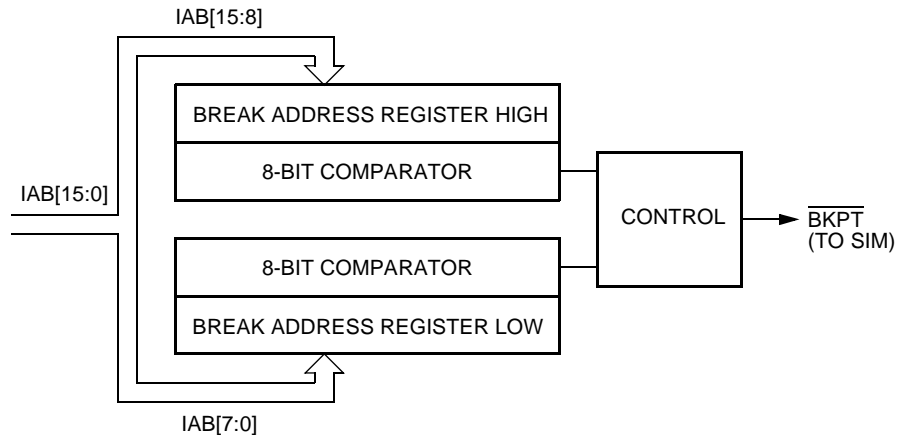 IAB[15:8]
BREAK ADDRESS REGISTER HIGH
8-BIT COMPARATOR
IAB[15:0]
CONTROL
BKPT
(TO SIM)
8-BIT COMPARATOR
BREAK ADDRESS REGISTER LOW
IAB[7:0]